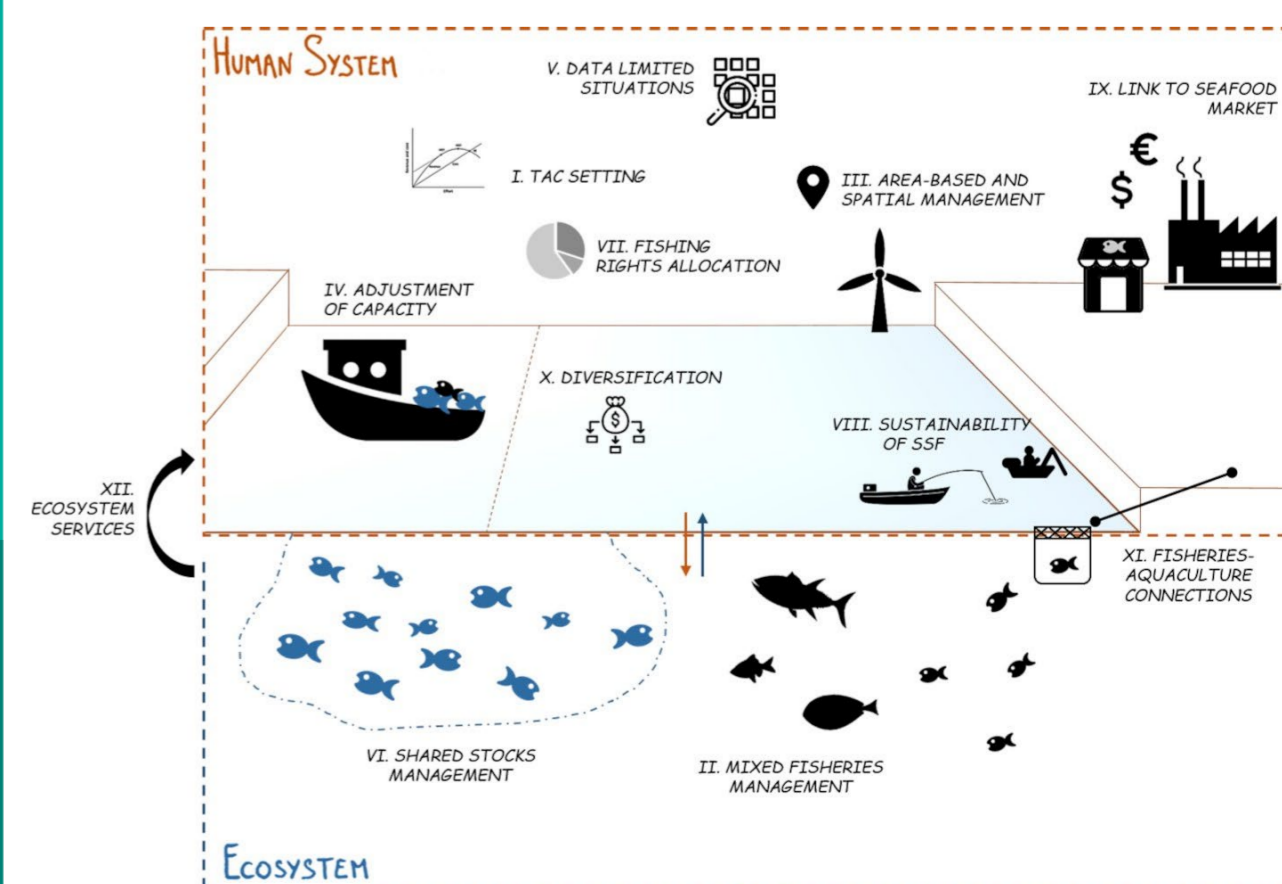 HUMAN SYSTEM
V. DATA LIMITED
SITUATIONS
IX. LINK TO SEAFOOD
MARKET
€
$
I. TAC SETTING
III. AREA-BASED AND
SPATIAL MANAGEMENT
VII. FISHING
RIGHTS ALLOCATION
IV. ADJUSTMENT
OF CAPACITY
X. DIVERSIFICATION
$
VIII. SUSTAINABILITY
OF SSF
XII.
ECOSYSTEM
SERVICES
XI. FISHERIES-
AQUACULTURE
CONNECTIONS
VI. SHARED STOCKS
MANAGEMENT
II. MIXED FISHERIES
MANAGEMENT
ECOSYSTEM